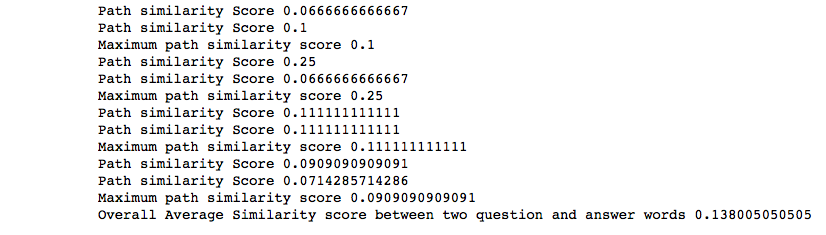 Path similarity Score 0.0666666666667
Path similarity Score 0.1
Maximum path similarity score 0.1
Path similarity Score 0.25
Path similarity Score 0.0666666666667
Maximum path similarity score 0.25
Path similarity Score 0.111111111111
Path similarity Score 0.111111111111
Maximum path similarity score 0.111111111111
Path similarity Score 0.0909090909091
Path similarity Score 0.0714285714286
Maximum path similarity score 0.0909090909091
Overall Average Similarity score between two question and answer words 0.138005050505